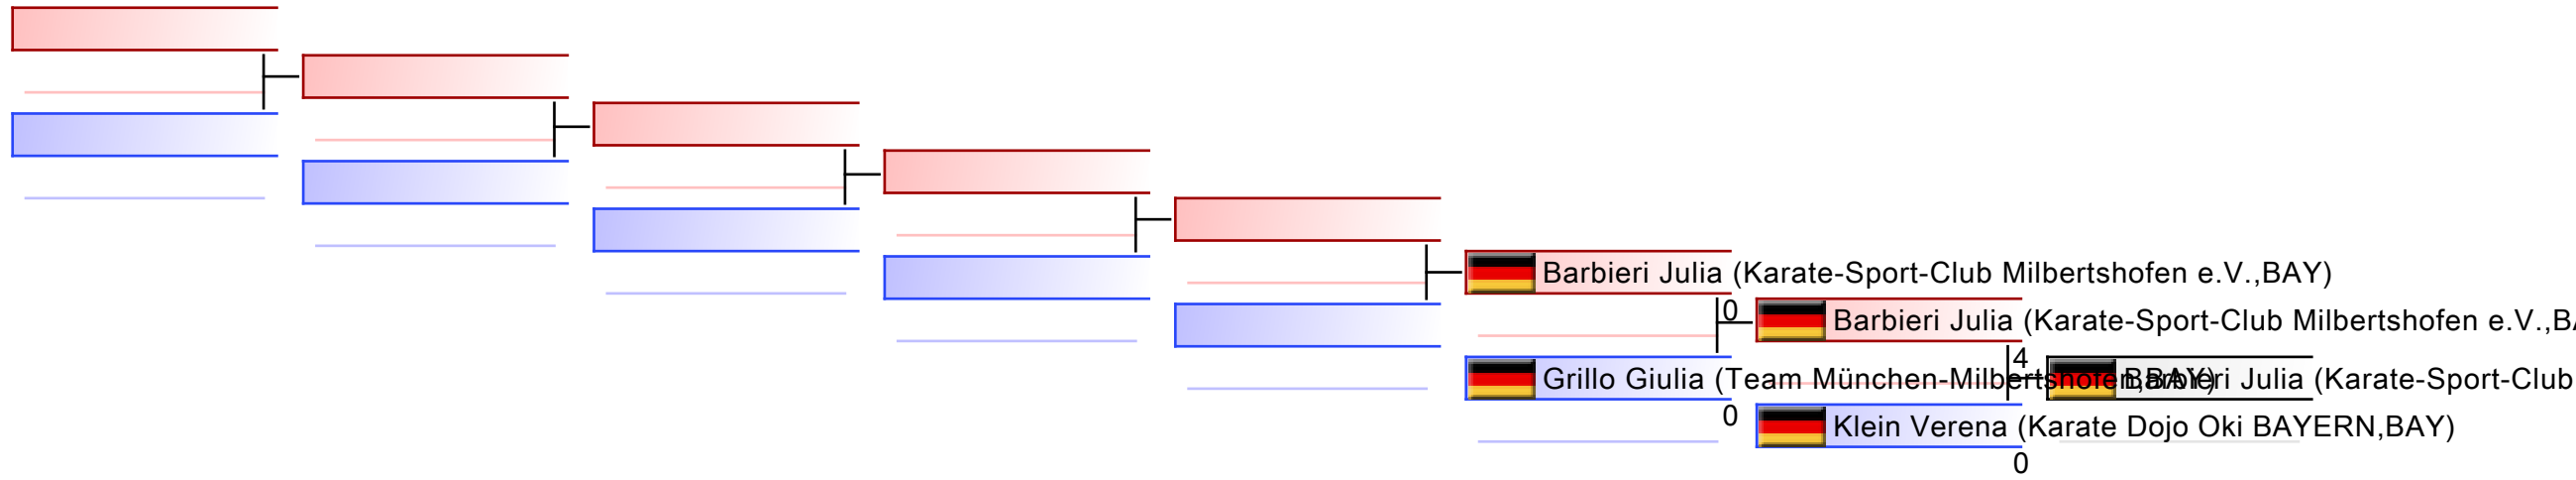 Barbieri Julia (Karate-Sport-Club Milbertshofen e.V.,BAY)
0
Barbieri Julia (Karate-Sport-Club Milbertshofen e.V.,BA
4
Grillo Giulia (Team München-Milbertshofen,BAY)
Barbieri Julia (Karate-Sport-Club
0
Klein Verena (Karate Dojo Oki BAYERN,BAY)
0